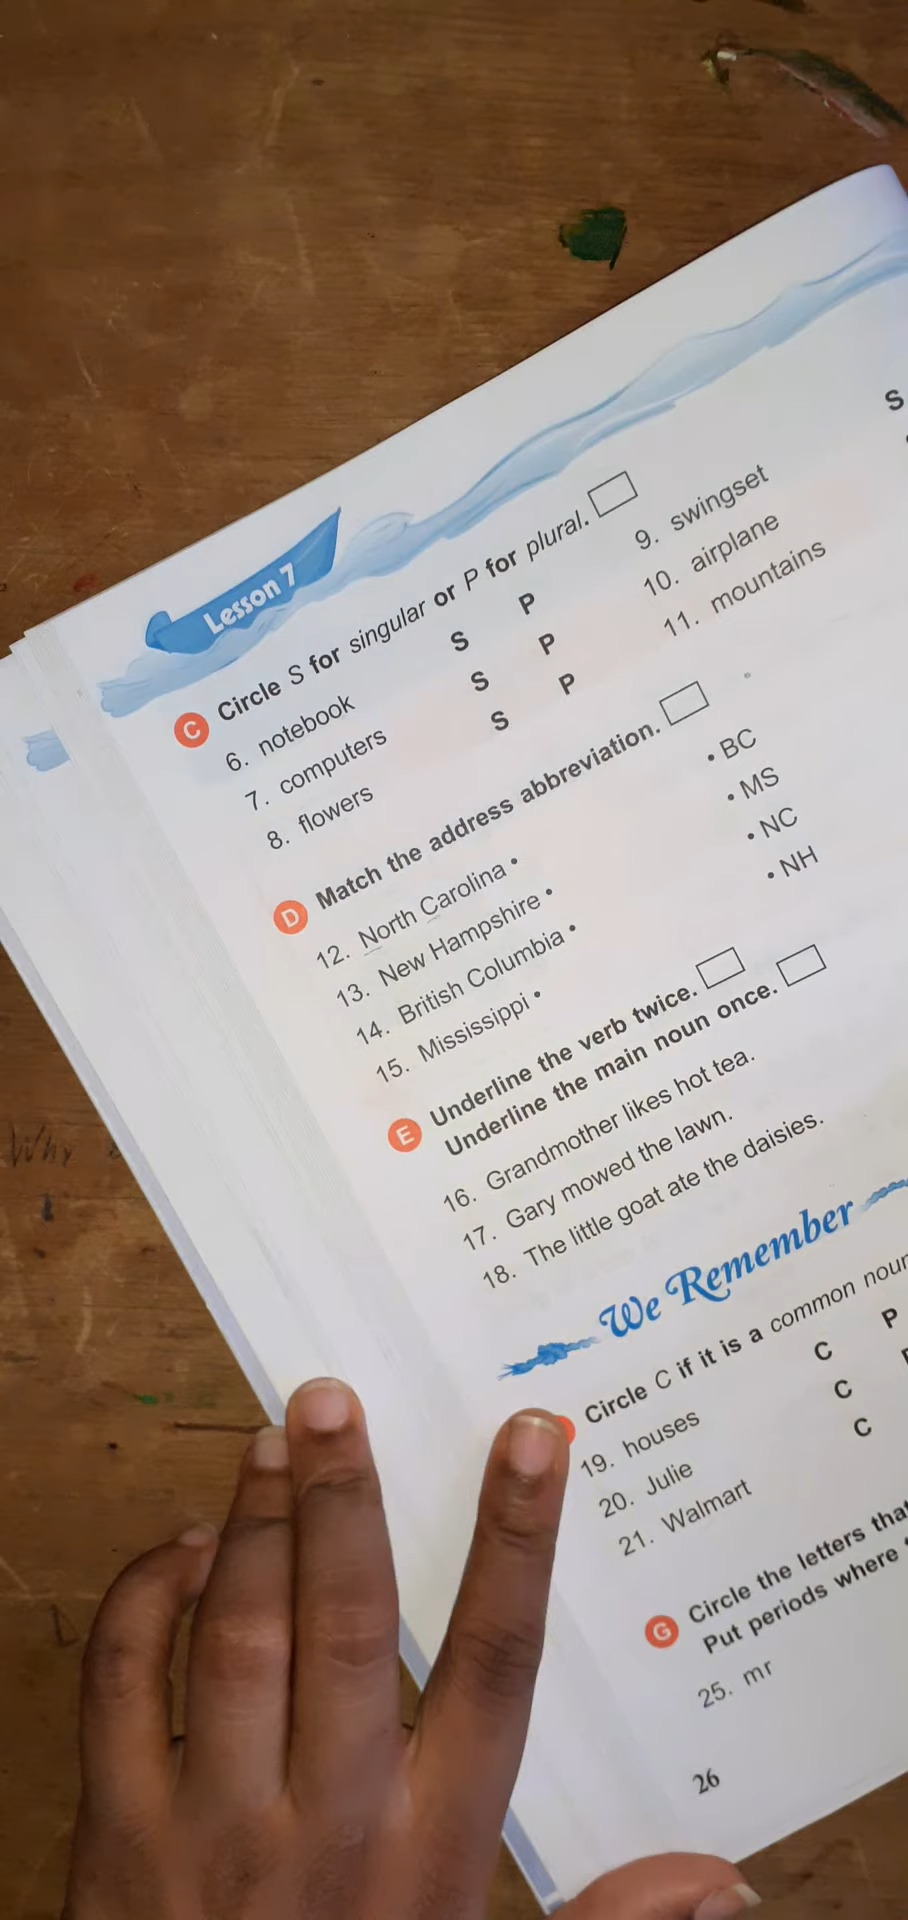 Lesson 7
C Circle S for singular or P for plural.
6. notebook S P
7. computers S P
8. flowers S P
9. swingset S
10. airplane
11. mountains
D Match the address abbreviation.
12. North Carolina • • BC
13. New Hampshire • • MS
14. British Columbia • • NC
15. Mississippi • • NH
E Underline the verb twice.
Underline the main noun once.
16. Grandmother likes hot tea.
17. Gary mowed the lawn.
18. The little goat ate the daisies.
We Remember
Circle C if it is a common
19. houses C P
20. Julie C
21. Walmart C
G Circle the letters
Put periods where
25. mr
26
Why